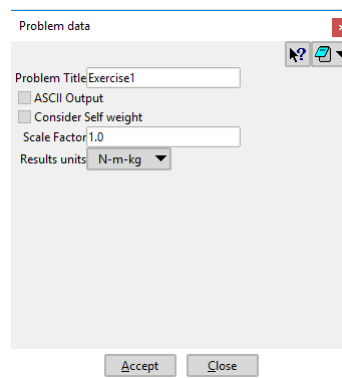 Problem data
Problem Title Exercise1
ASCII Output
Consider Self weight
Scale Factor 1.0
Results units N-m-kg
Accept Close